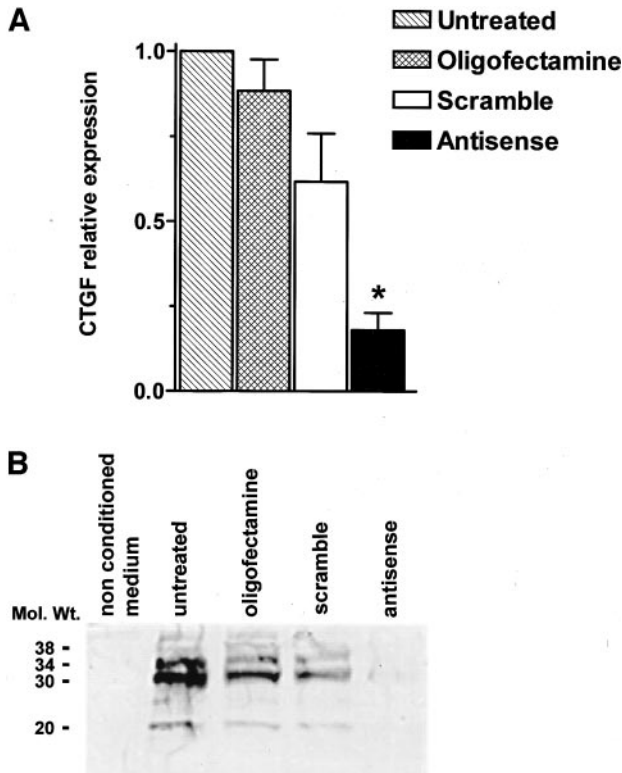 A
Untreated
Oligofectamine
Scramble
Antisense
CTGF relative expression
1.0
0.5
0.0
*
B
non conditioned
medium
untreated
oligofectamine
scramble
antisense
Mol. Wt.
38 -
34 -
30 -
20 -